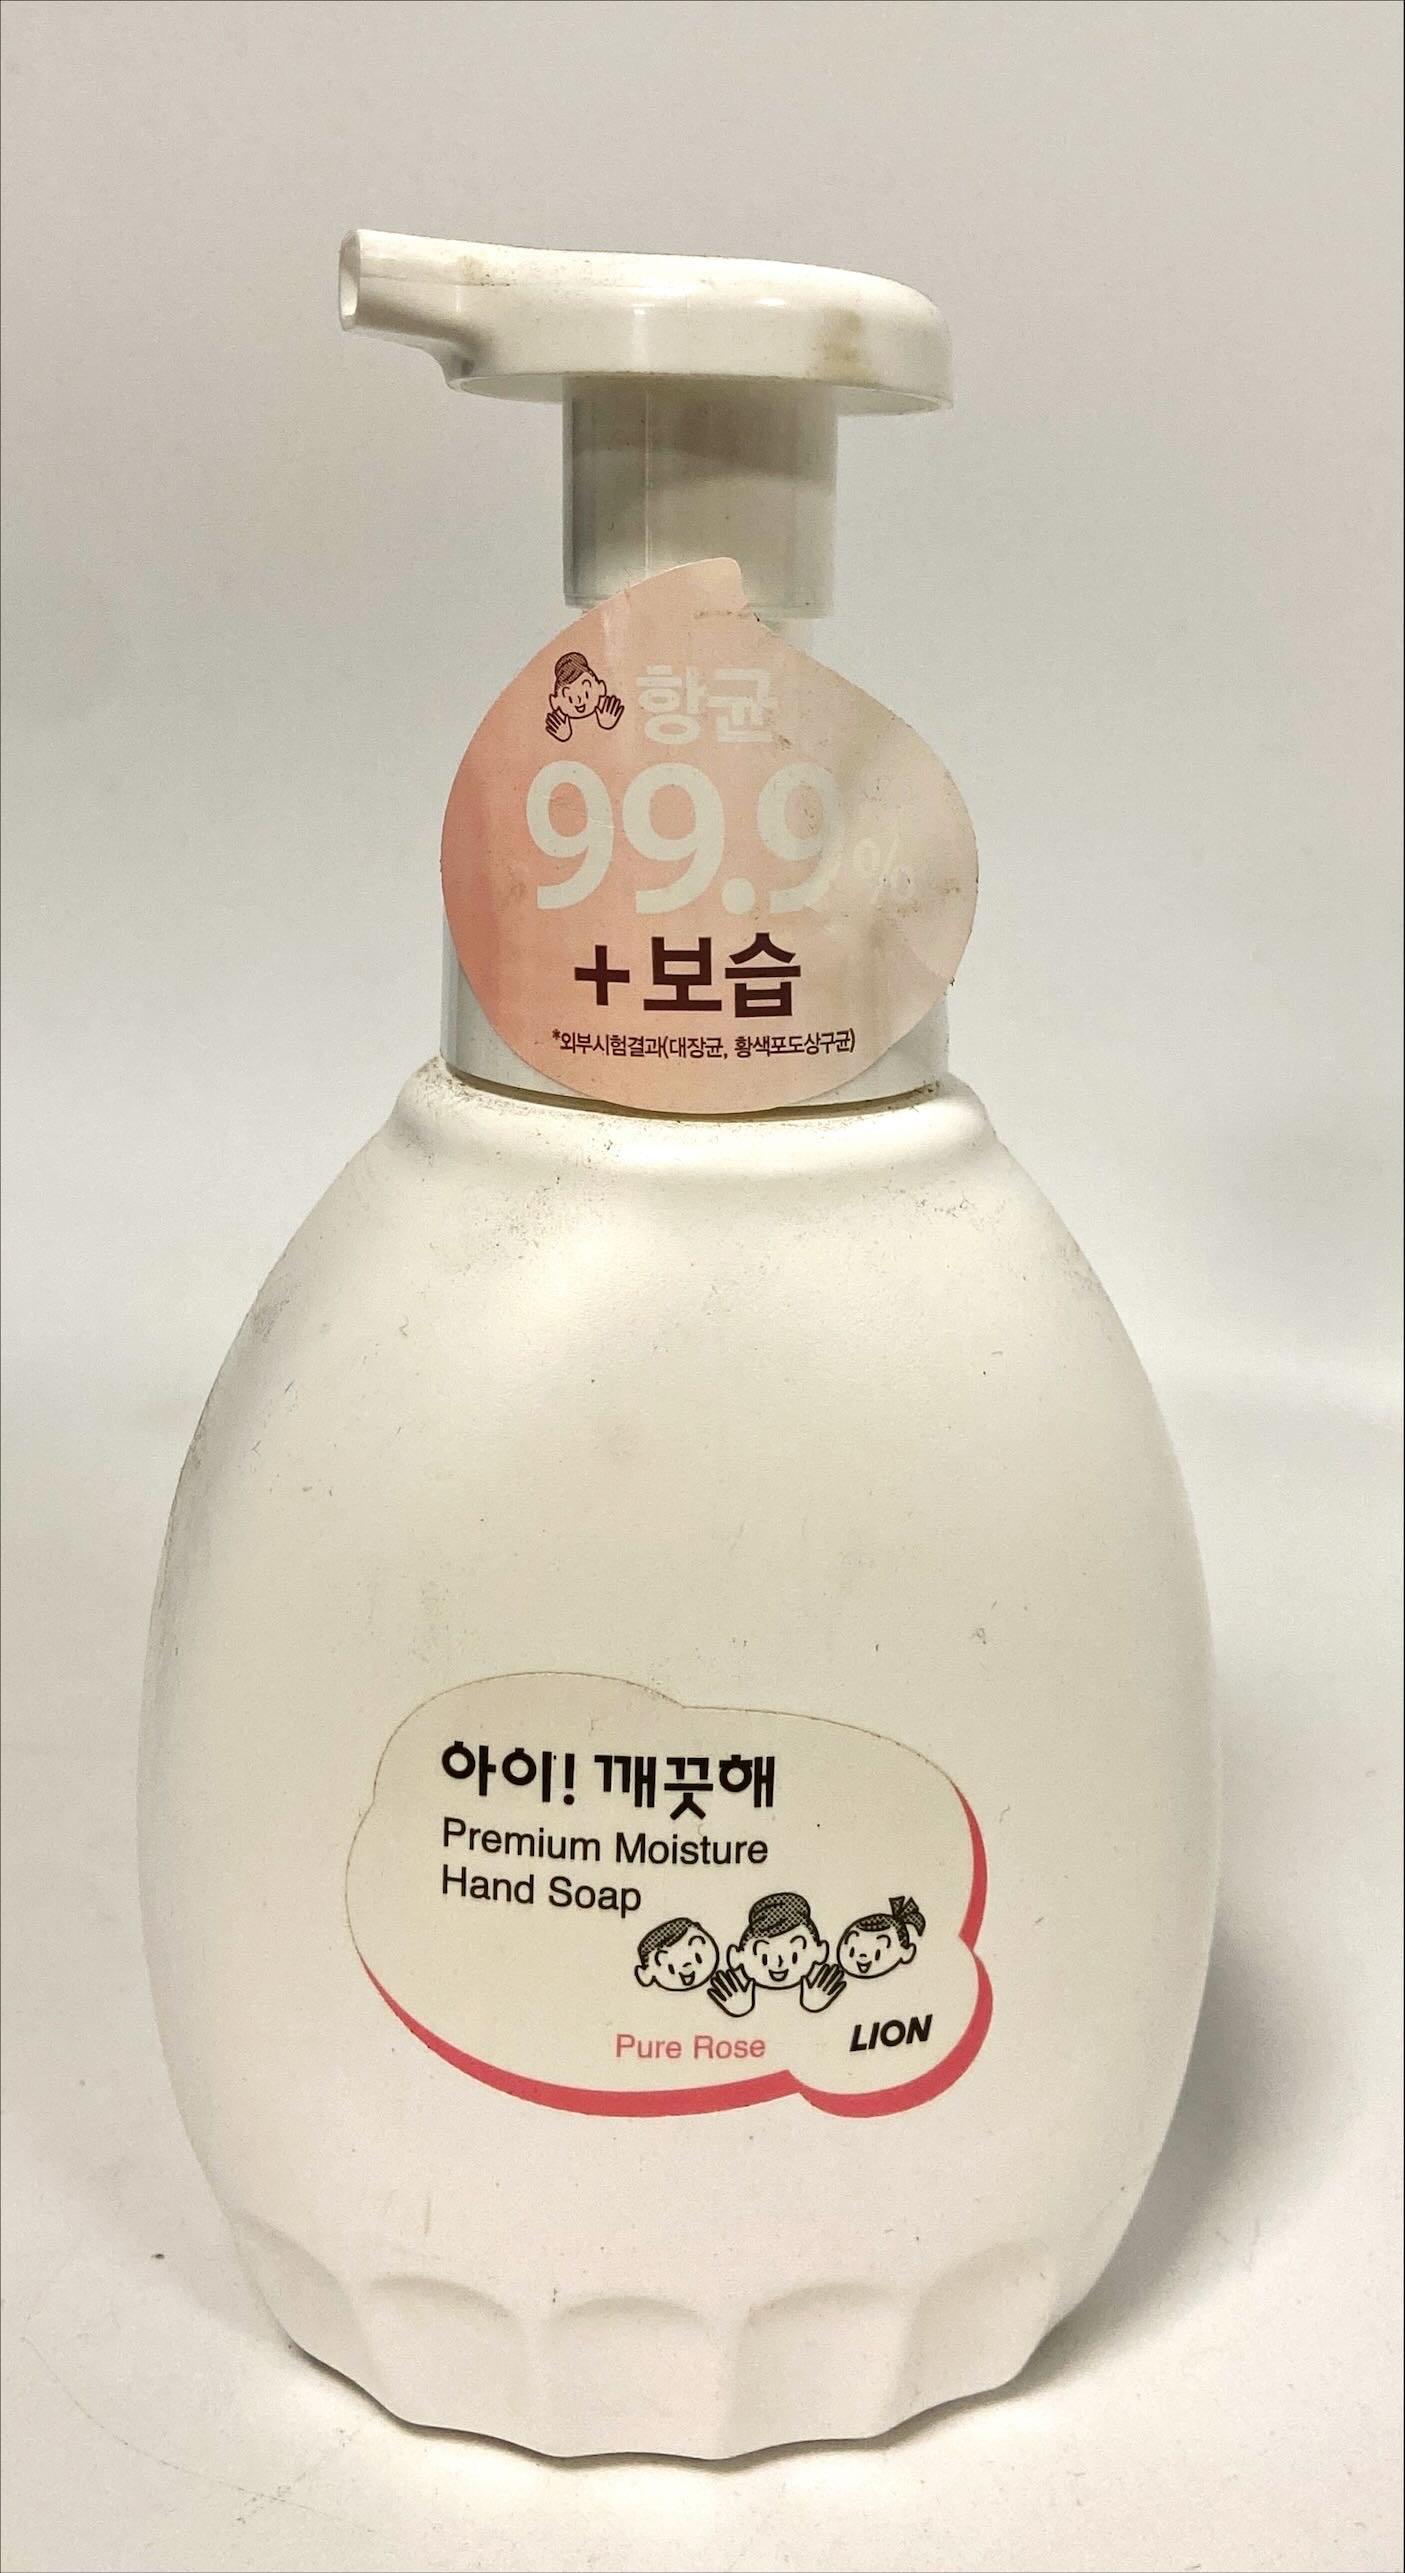 항균
99.9%
+보습
*외부시험결과(대장균, 황색포도상구균)
아이! 깨끗해
Premium Moisture
Hand Soap
Pure Rose
LION